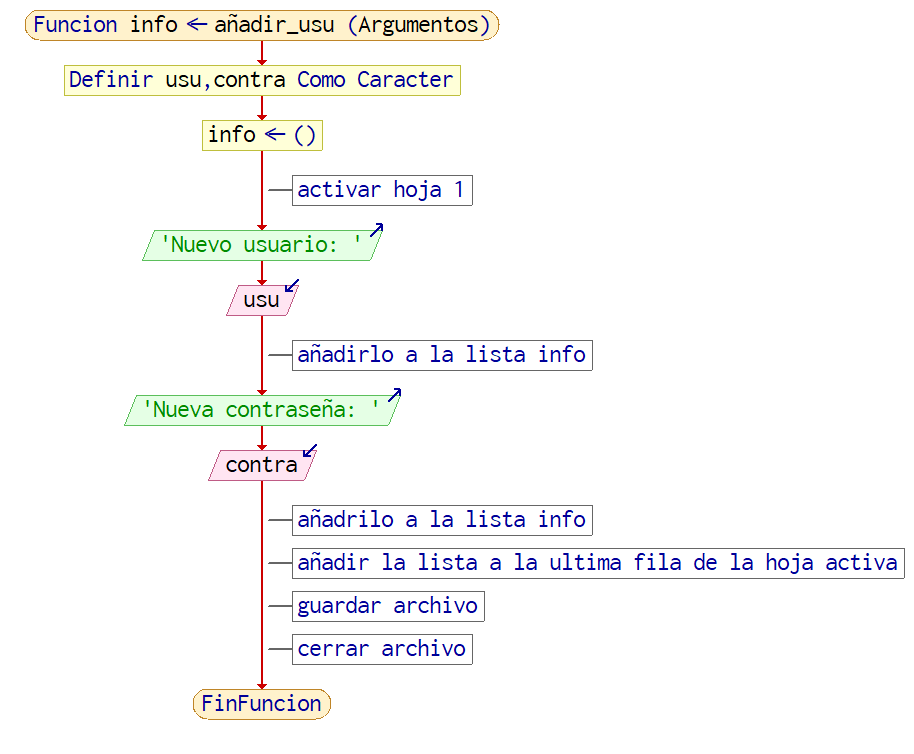 Funcion info ← añadir_usu (Argumentos)
Definir usu,contra Como Caracter
info ← ()
activar hoja 1
'Nuevo usuario: '
usu
añadirlo a la lista info
'Nueva contraseña: '
contra
añadrilo a la lista info
añadir la lista a la ultima fila de la hoja activa
guardar archivo
cerrar archivo
FinFuncion